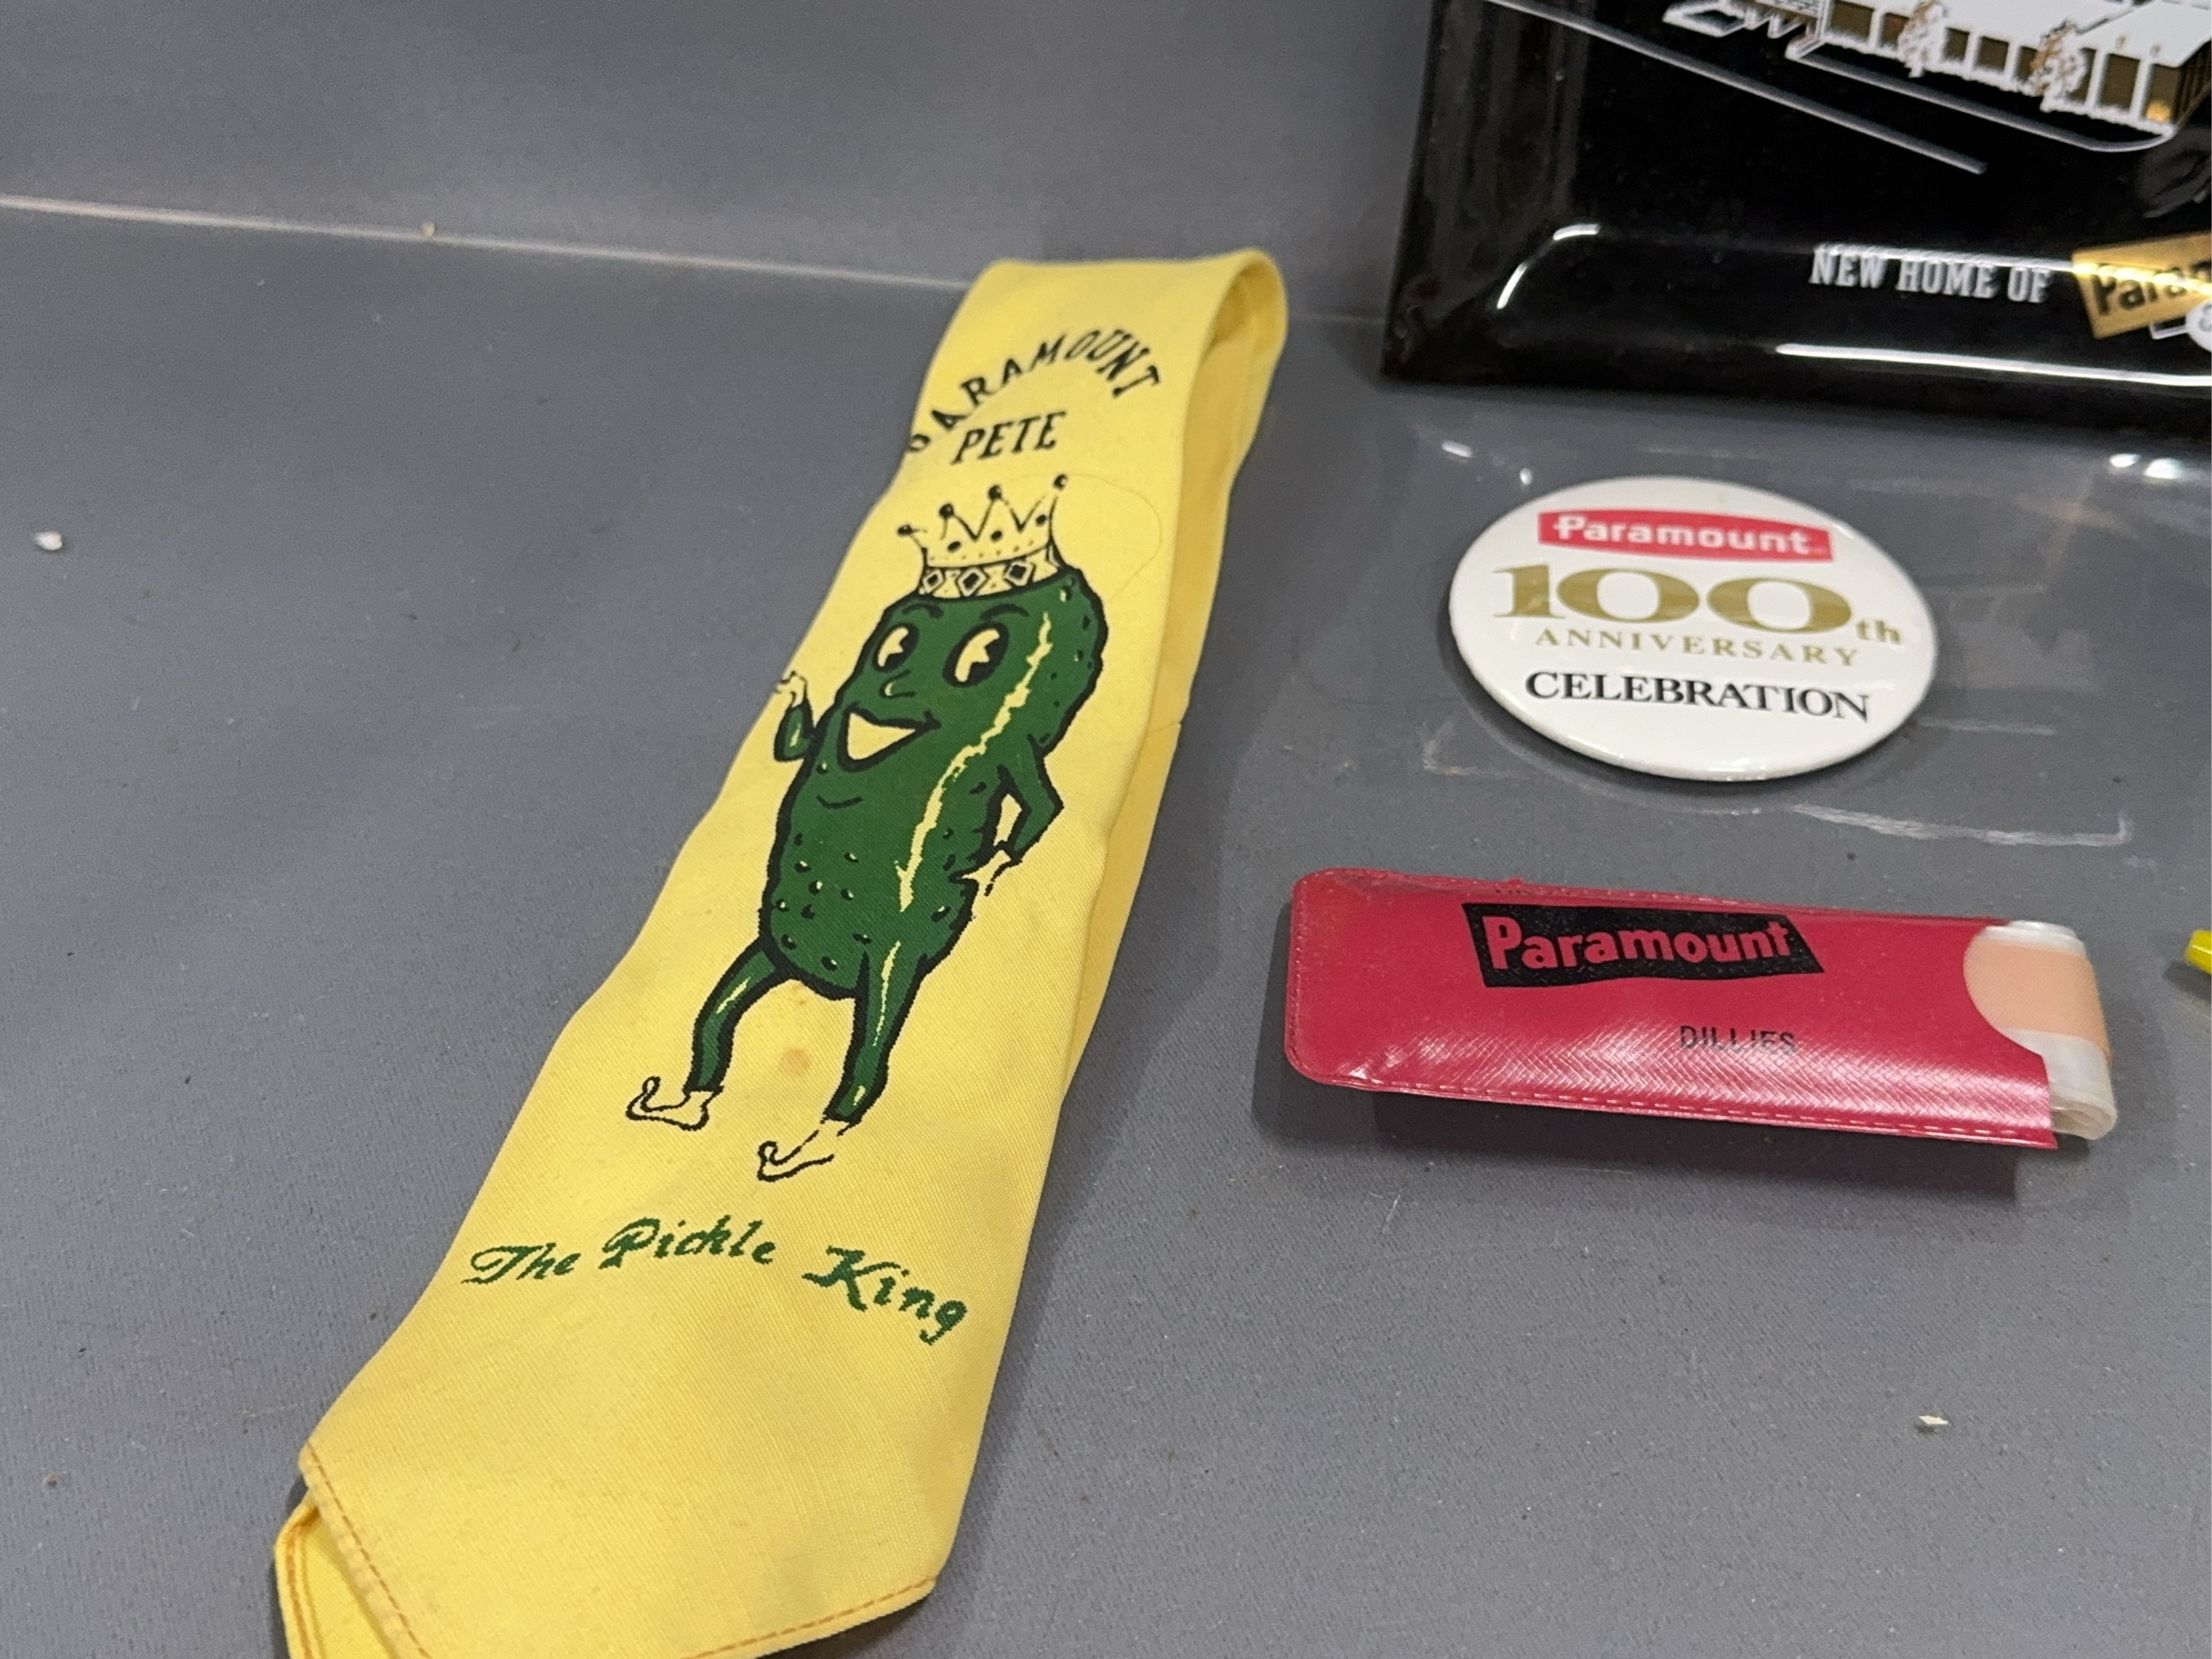 PARAMOUNT
PETE
The Pickle King
NEW HOME OF
Paramount
100th
ANNIVERSARY
CELEBRATION
Paramount
DILLIES